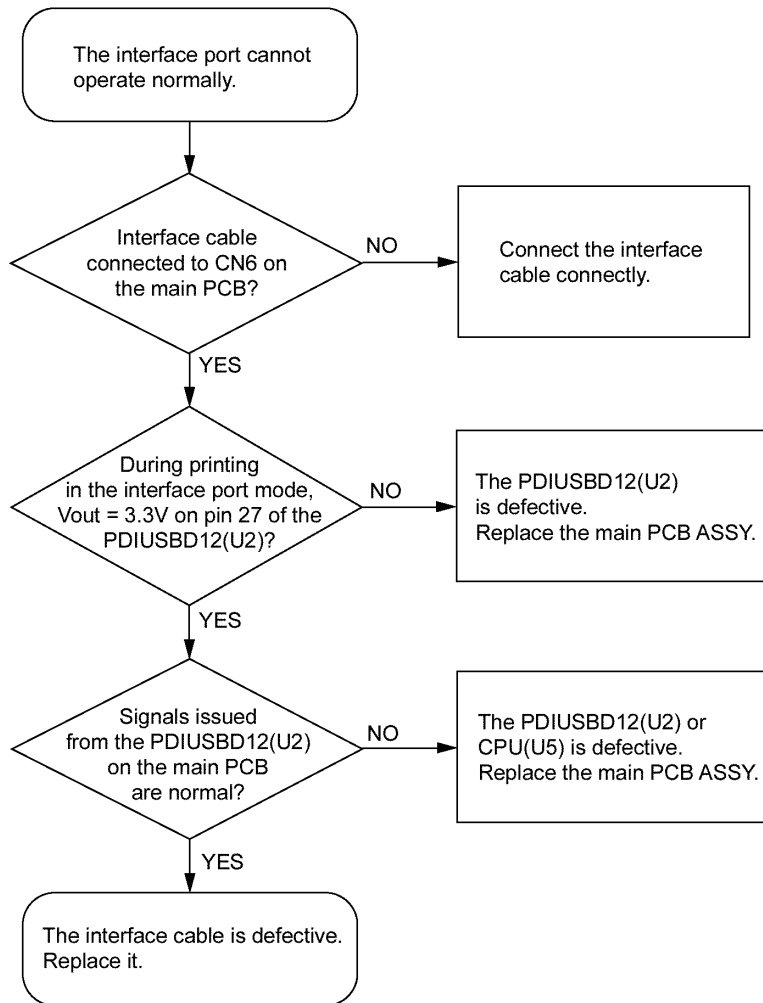 The interface port cannot
operate normally.
Interface cable
connected to CN6 on
the main PCB?
NO
Connect the interface
cable connectly.
YES
During printing
in the interface port mode,
Vout = 3.3V on pin 27 of the
PDIUSBD12(U2)?
NO
The PDIUSBD12(U2)
is defective.
Replace the main PCB ASSY.
YES
Signals issued
from the PDIUSBD12(U2)
on the main PCB
are normal?
NO
The PDIUSBD12(U2) or
CPU(U5) is defective.
Replace the main PCB ASSY.
YES
The interface cable is defective.
Replace it.